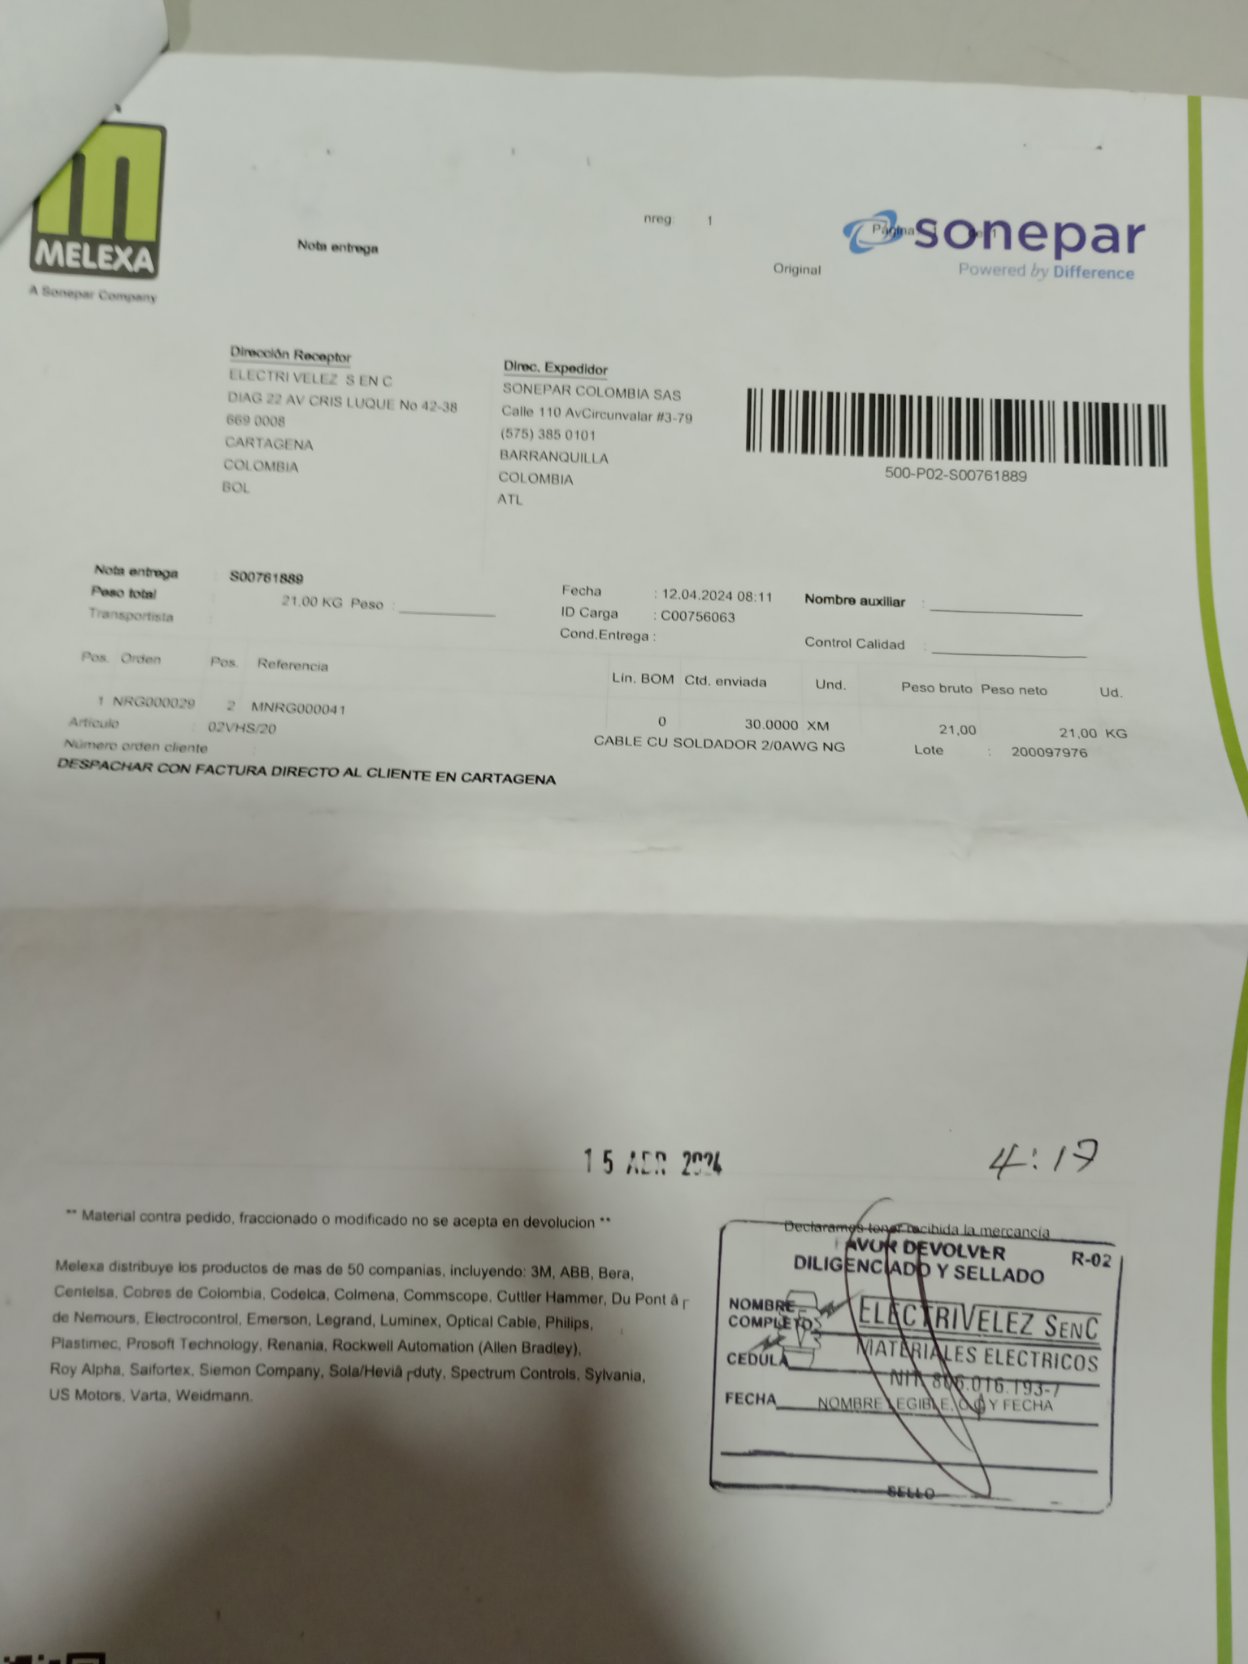 MELEXA
A Sonepar Company
Nota entrega
nreg: 1
Página 1
sonepar
Powered by Difference
Original
Dirección Receptor
ELECTRI VELEZ S EN C
DIAG 22 AV CRIS LUQUE No 42-38
669 0008
CARTAGENA
COLOMBIA
BOL
Direc. Expedidor
SONEPAR COLOMBIA SAS
Calle 110 AvCircunvalar #3-79
(575) 385 0101
BARRANQUILLA
COLOMBIA
ATL
500-P02-S00761889
Nota entrega : S00761889
Peso total : 21,00 KG Peso :
Transportista :
Fecha : 12.04.2024 08:11
ID Carga : C00756063
Cond.Entrega :
Nombre auxiliar :
Control Calidad :
Pos. Orden Pos. Referencia Lin. BOM Ctd. enviada Und. Peso bruto Peso neto Ud.
1 NRG000029 2 MNRG000041 0 30.0000 XM 21,00 21,00 KG
Artículo : 02VHS/20 CABLE CU SOLDADOR 2/0AWG NG Lote : 200097976
Número orden cliente :
DESPACHAR CON FACTURA DIRECTO AL CLIENTE EN CARTAGENA
15 2024
4:17
** Material contra pedido, fraccionado o modificado no se acepta en devolucion **
Melexa distribuye los productos de mas de 50 companias, incluyendo: 3M, ABB, Bera,
Centelsa, Cobres de Colombia, Codelca, Colmena, Commscope, Cuttler Hammer, Du Pont â┌
de Nemours, Electrocontrol, Emerson, Legrand, Luminex, Optical Cable, Philips,
Plastimec, Prosoft Technology, Renania, Rockwell Automation (Allen Bradley),
Roy Alpha, Saifortex, Siemon Company, Sola/Heviâ┌duty, Spectrum Controls, Sylvania,
US Motors, Varta, Weidmann.
Declaramos tener recibida la mercancia
FAVOR DEVOLVER R-02
DILIGENCIADO Y SELLADO
NOMBRE
COMPLETO
ELECTRIVELEZ SENC
MATERIALES ELECTRICOS
CEDULA
NIT. 806.016.193-7
FECHA
NOMBRE LEGIBLE, Y FECHA
SELLO